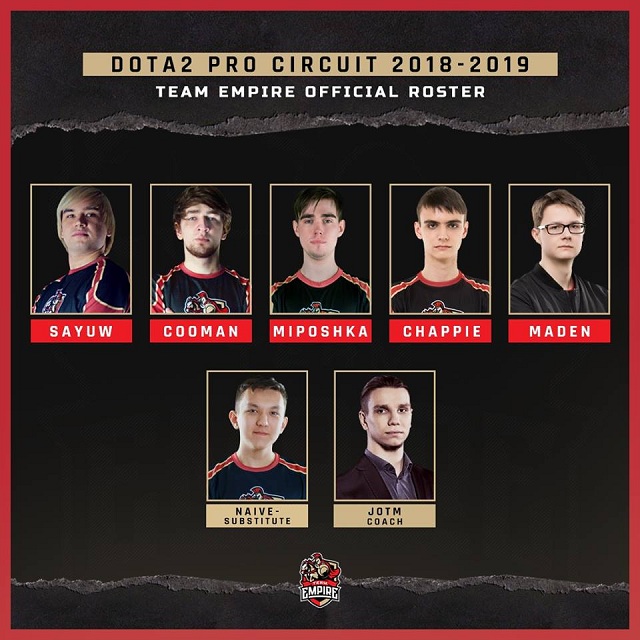 DOTA2 PRO CIRCUIT 2018-2019
TEAM EMPIRE OFFICIAL ROSTER
SAYUW
COOMAN
MIPOSHKA
CHAPPIE
MADEN
NAIVE-
SUBSTITUTE
JOTM
COACH
TEAM
EMPIRE